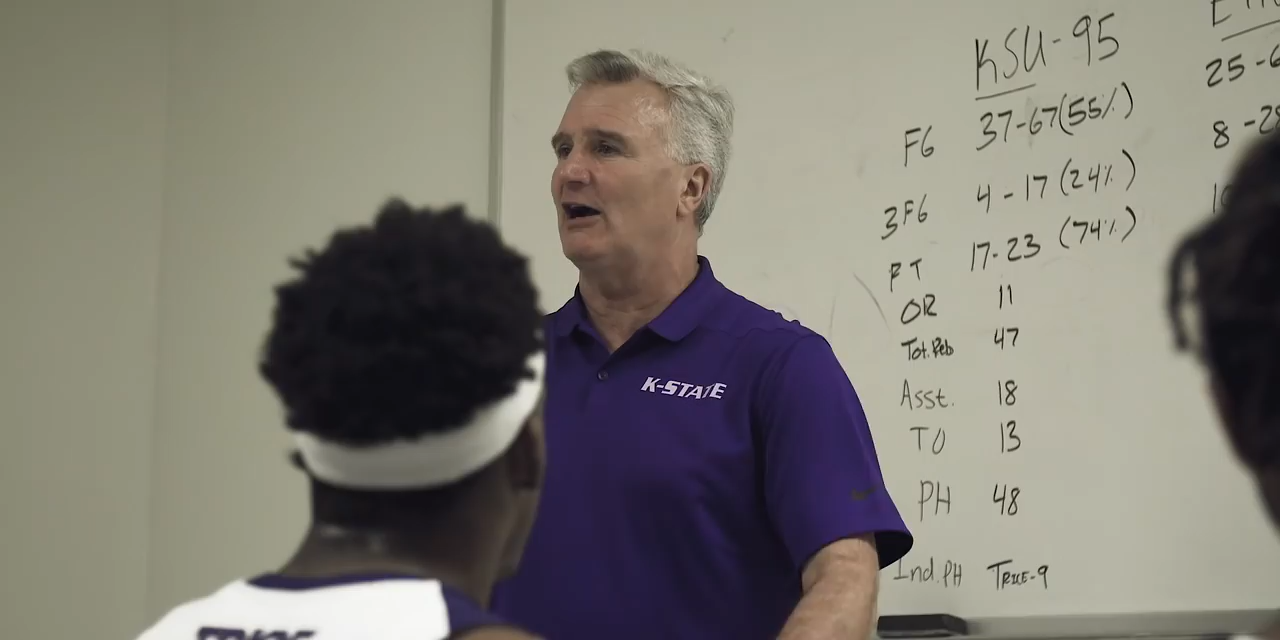 KSU-95
FG 37-67(55%) 25-6
3FG 4-17(24%) 8-28
FT 17-23 (74%)
OR 11
Tot.Reb 47
Asst. 18
TO 13
PH 48
Ind.PH TRICE-9
K-STATE